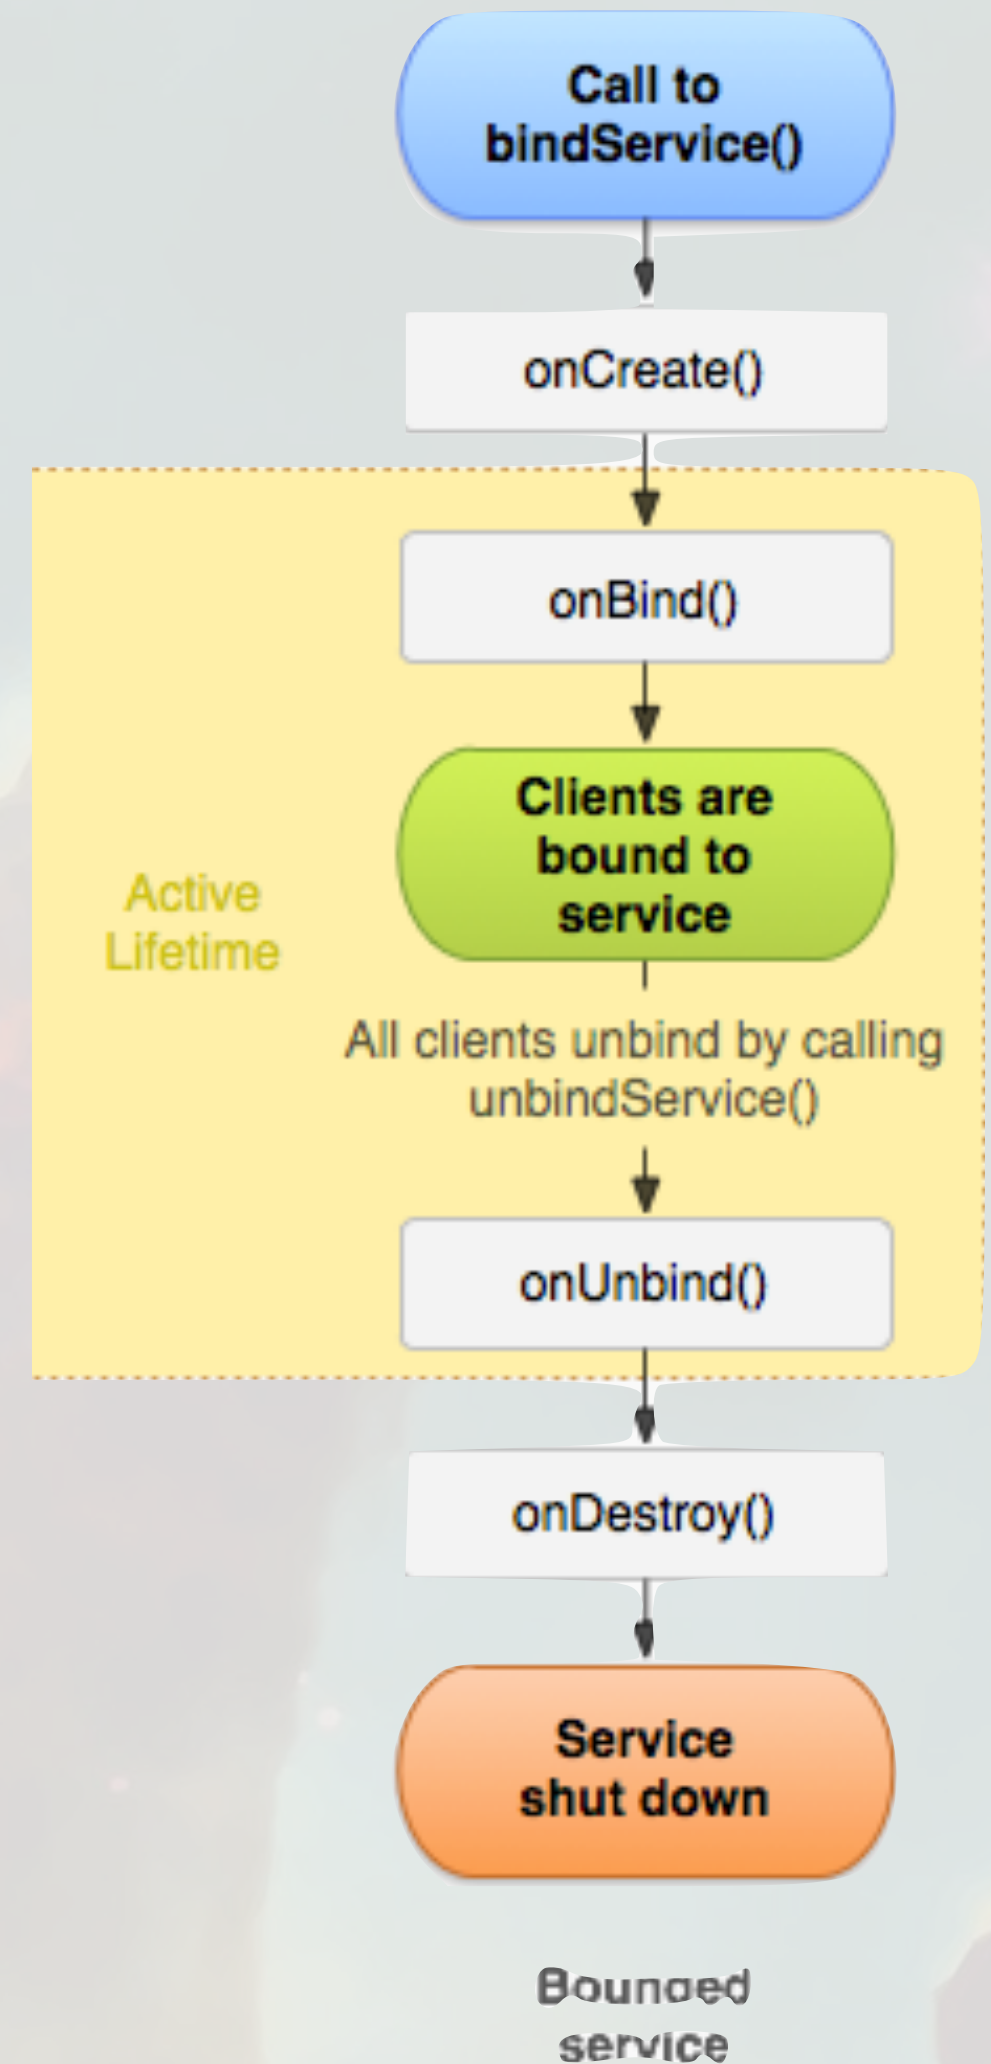 Call to
bindService()
onCreate()
onBind()
Clients are
bound to
service
Active
Lifetime
All clients unbind by calling
unbindService()
onUnbind()
onDestroy()
Service
shut down
Bounded
service